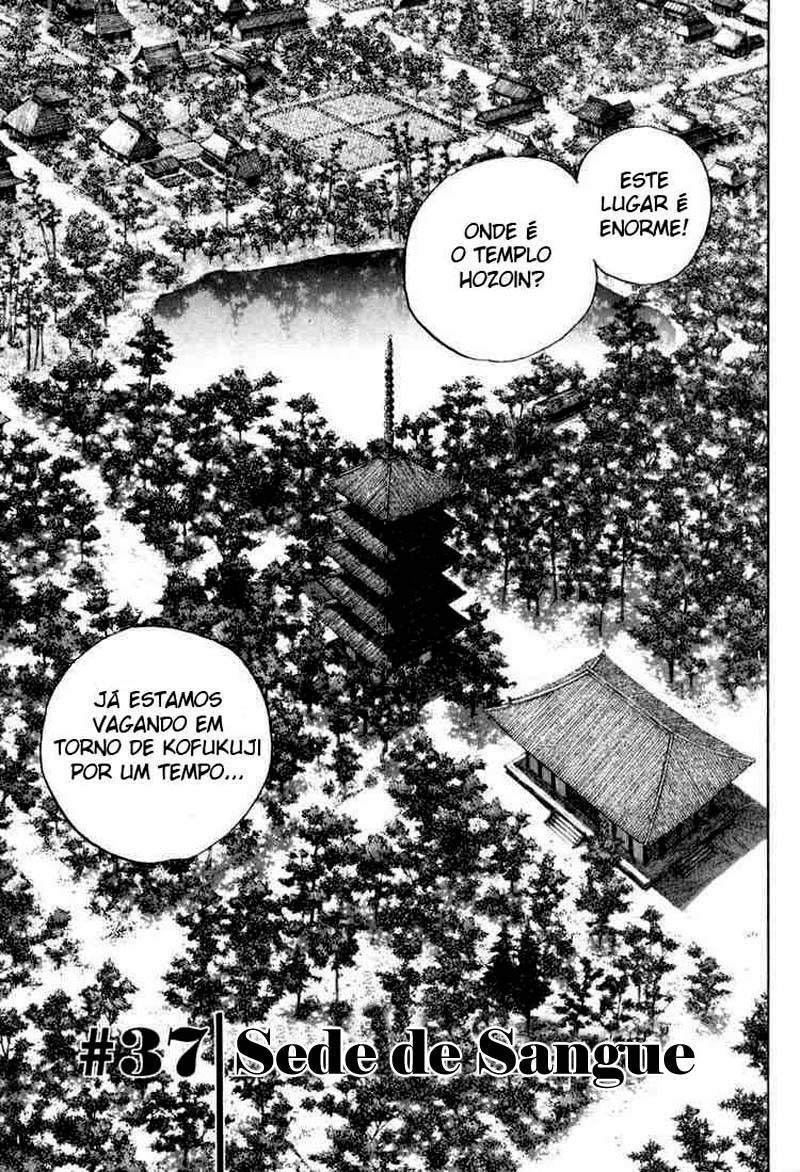 ESTE
LUGAR É
ENORME!
ONDE É
O TEMPLO
HOZOIN?
JÁ ESTAMOS
VAGANDO EM
TORNO DE KOFUKUJI
POR UM TEMPO...
#37 Sede de Sangue